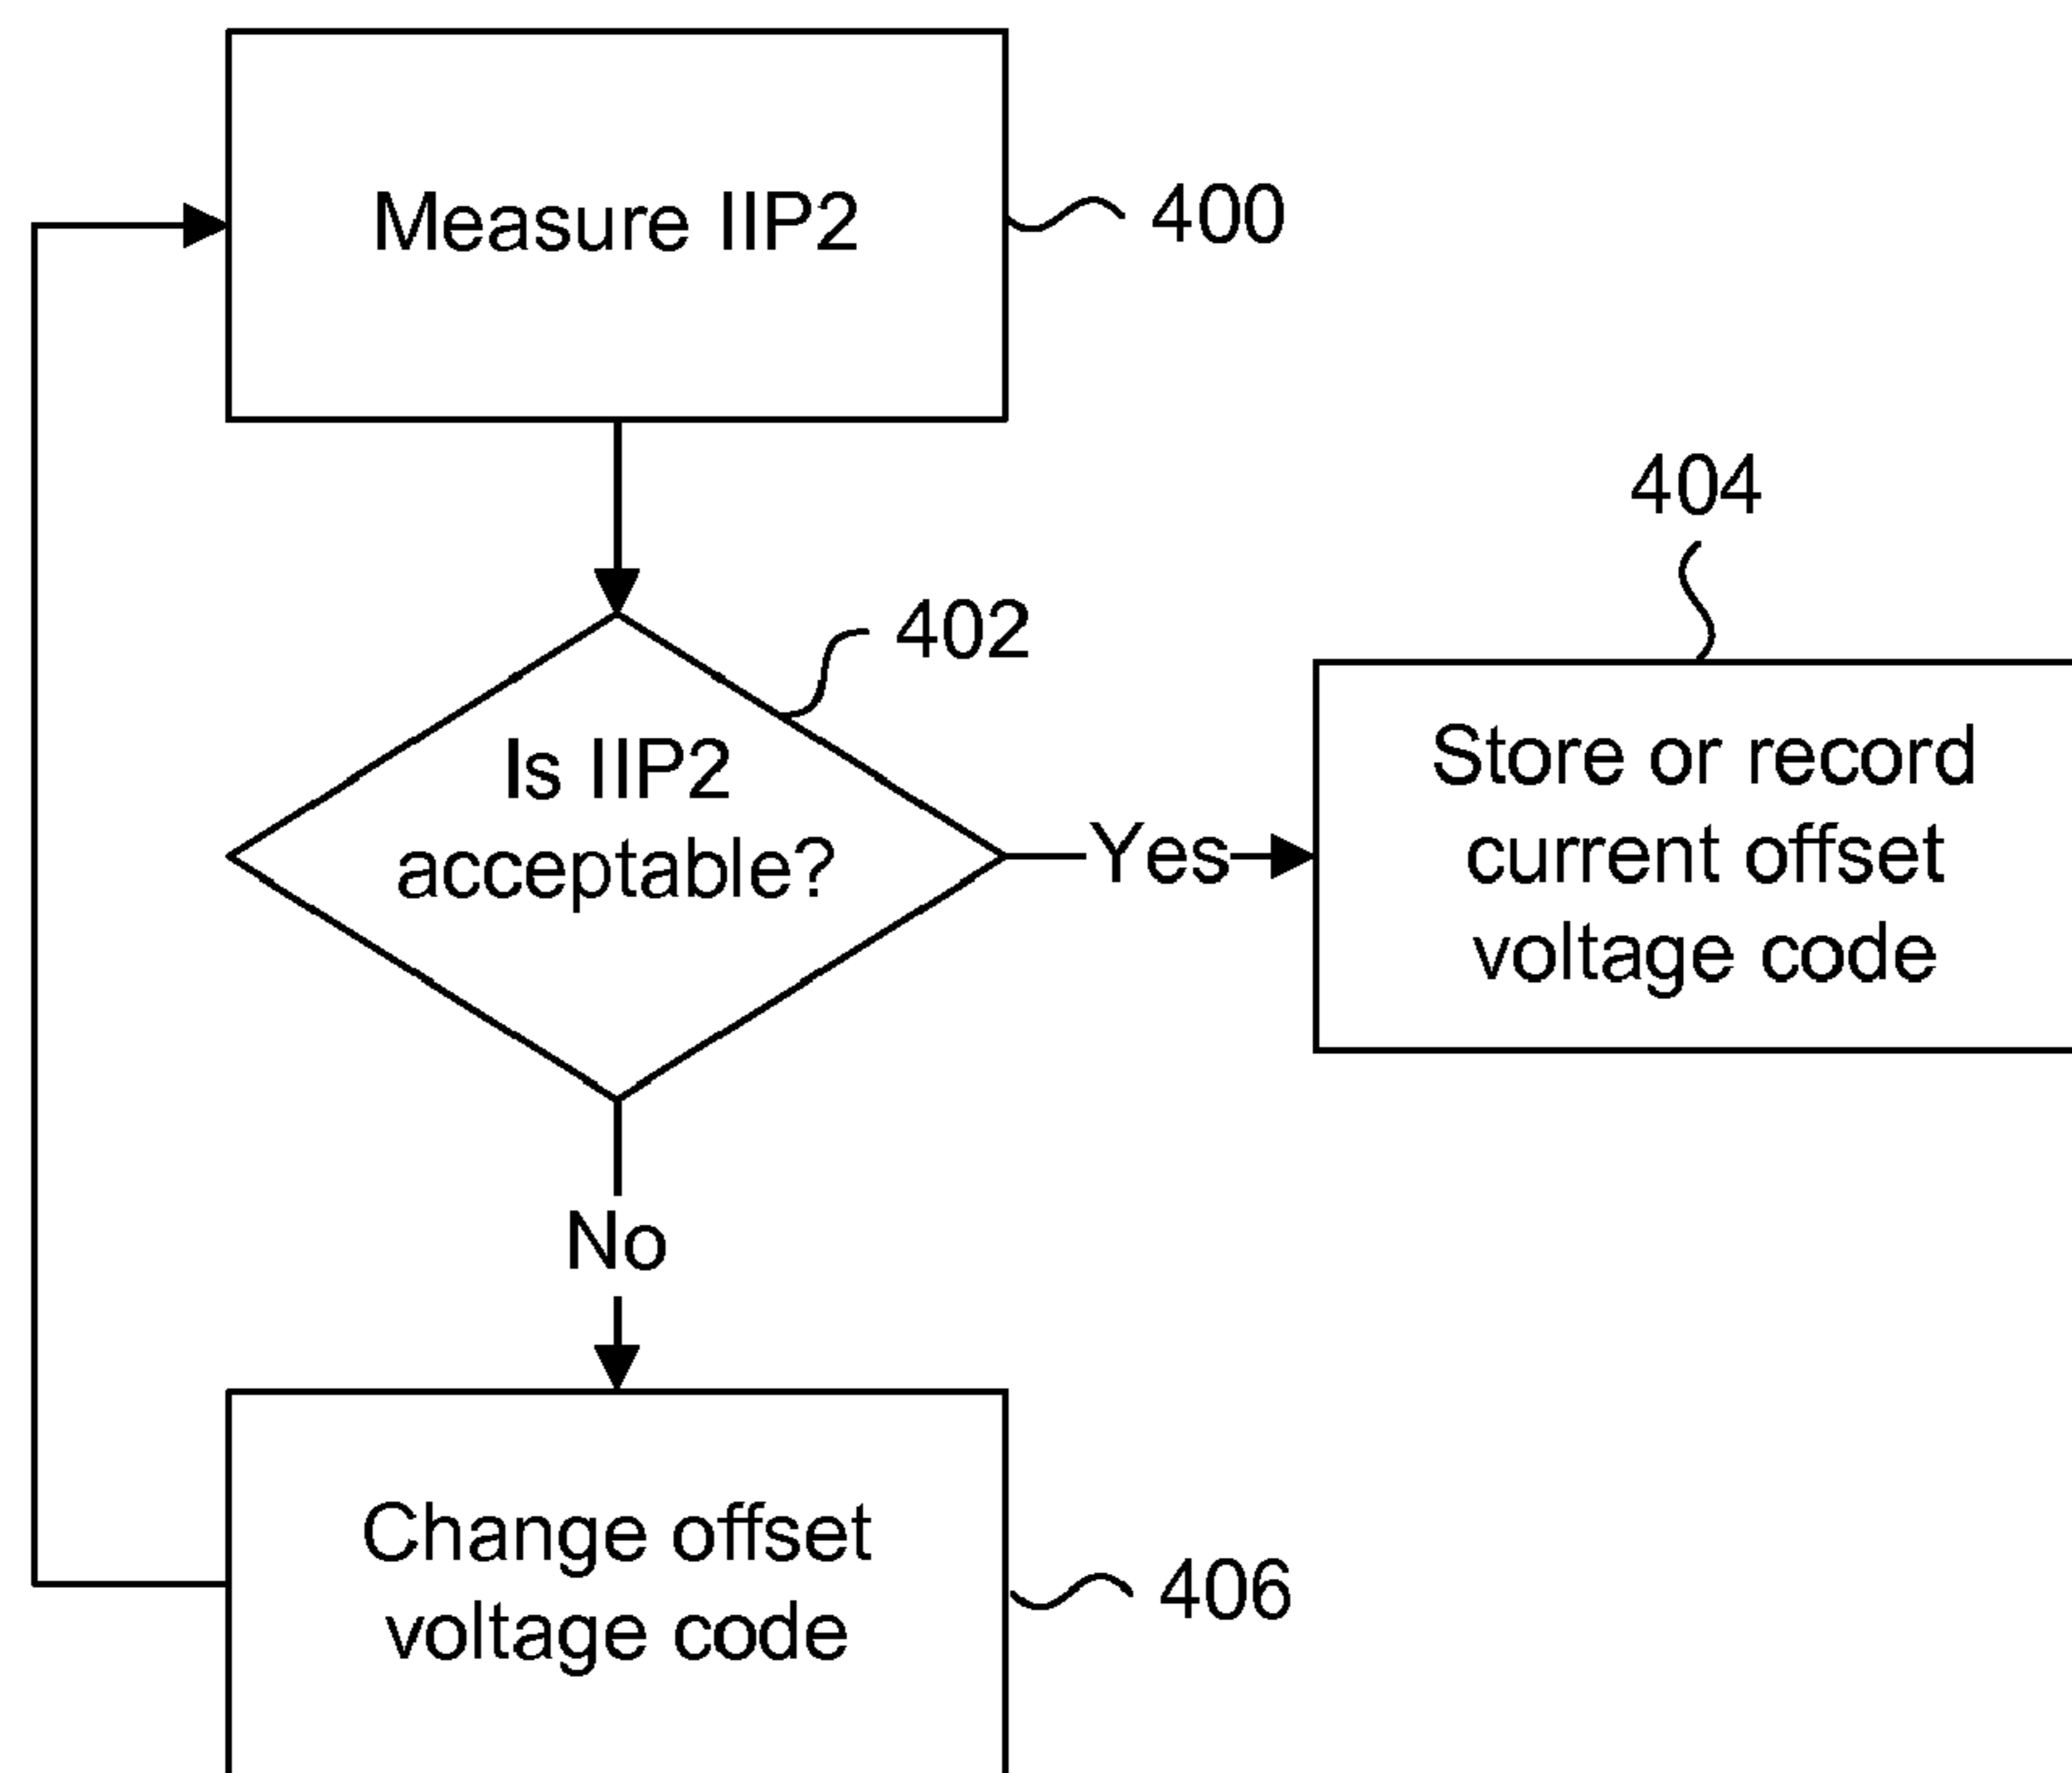 Measure IIP2
400
404
402
Is IIP2
acceptable?
Yes
Store or record
current offset
voltage code
No
Change offset
voltage code
406